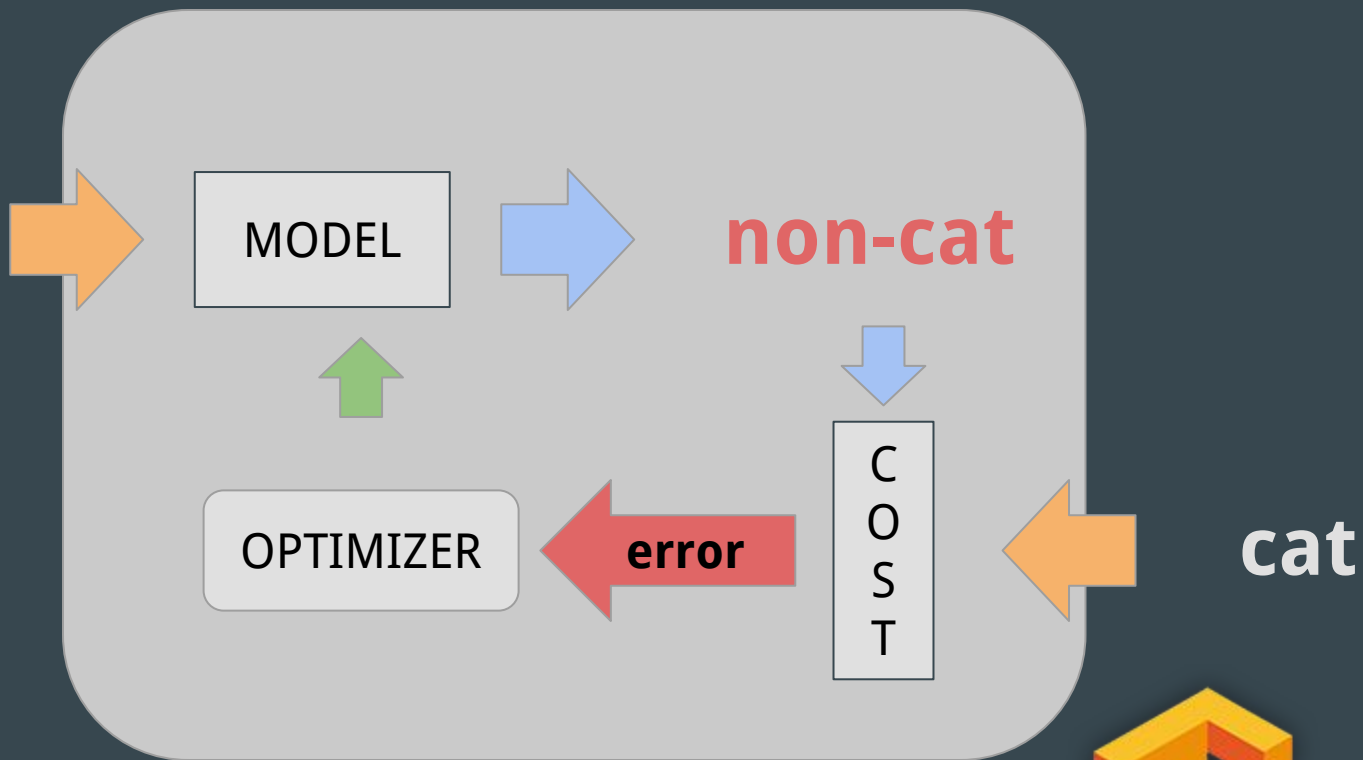 MODEL
non-cat
OPTIMIZER
error
C
O
S
T
cat